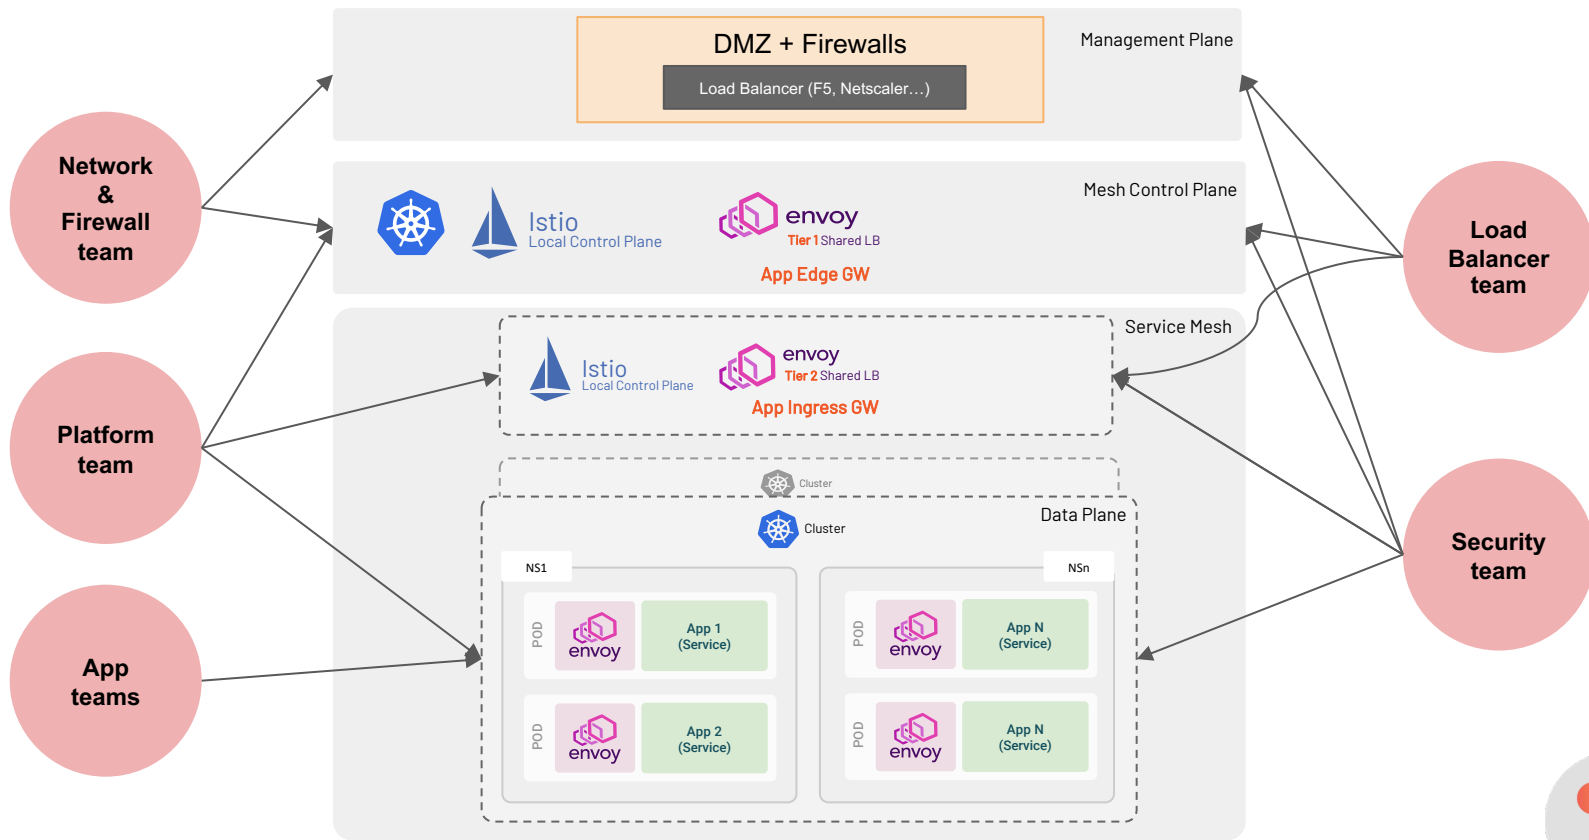 DMZ + Firewalls
Load Balancer (F5, Netscaler...)
Management Plane
Network
&
Firewall
team
Mesh Control Plane
Istio
Local Control Plane
envoy
Tier 1 Shared LB
App Edge GW
Load
Balancer
team
Service Mesh
Istio
Local Control Plane
envoy
Tier 2 Shared LB
App Ingress GW
Platform
team
Cluster
Data Plane
Cluster
NS1
NSn
Security
team
POD
envoy
App 1
(Service)
POD
envoy
App N
(Service)
App
teams
POD
envoy
App 2
(Service)
POD
envoy
App N
(Service)